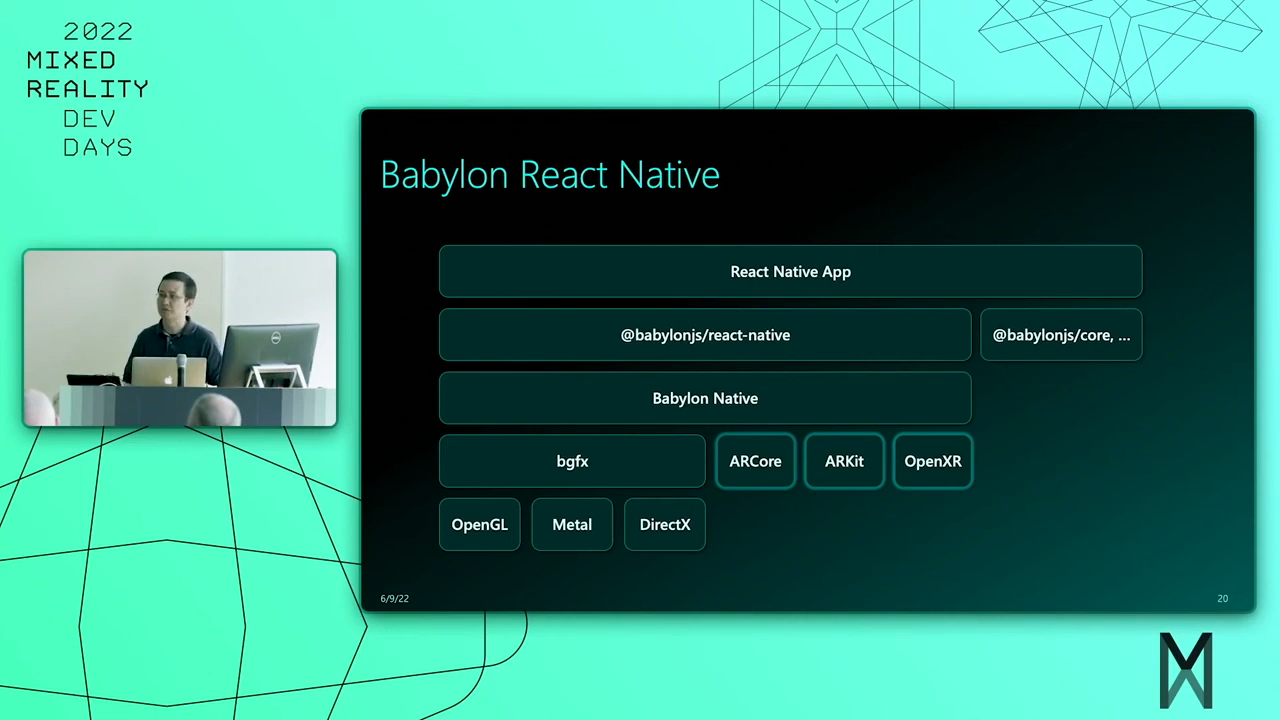 2022
MIXED
REALITY
DEV
DAYS
Babylon React Native
React Native App
@babylonjs/react-native
@babylonjs/core, ...
Babylon Native
bgfx
ARCore
ARKit
OpenXR
OpenGL
Metal
DirectX
6/9/22
20